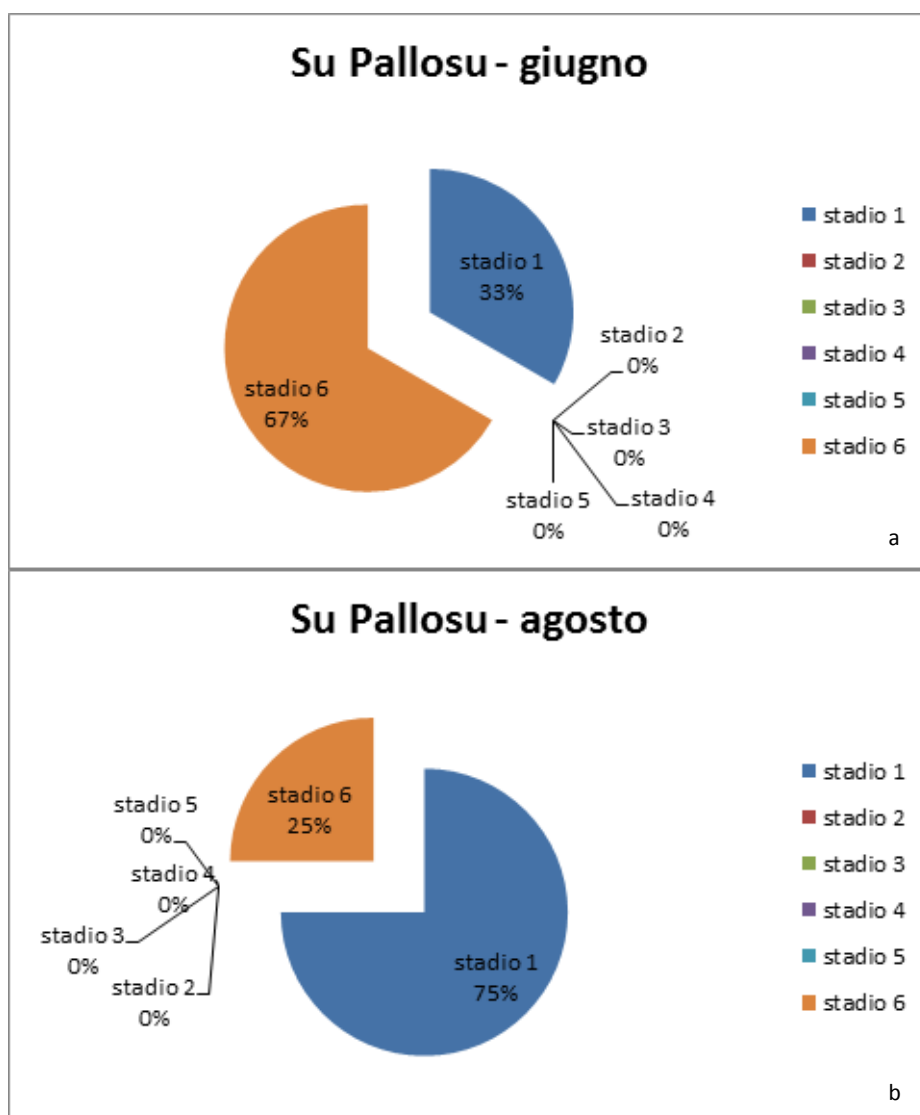 Su Pallosu - giugno
stadio 1
33%
stadio 2
0%
stadio 3
0%
stadio 4
0%
stadio 5
0%
stadio 6
67%
stadio 1
stadio 2
stadio 3
stadio 4
stadio 5
stadio 6
a
Su Pallosu - agosto
stadio 6
25%
stadio 5
0%
stadio 4
0%
stadio 3
0%
stadio 2
0%
stadio 1
75%
stadio 1
stadio 2
stadio 3
stadio 4
stadio 5
stadio 6
b